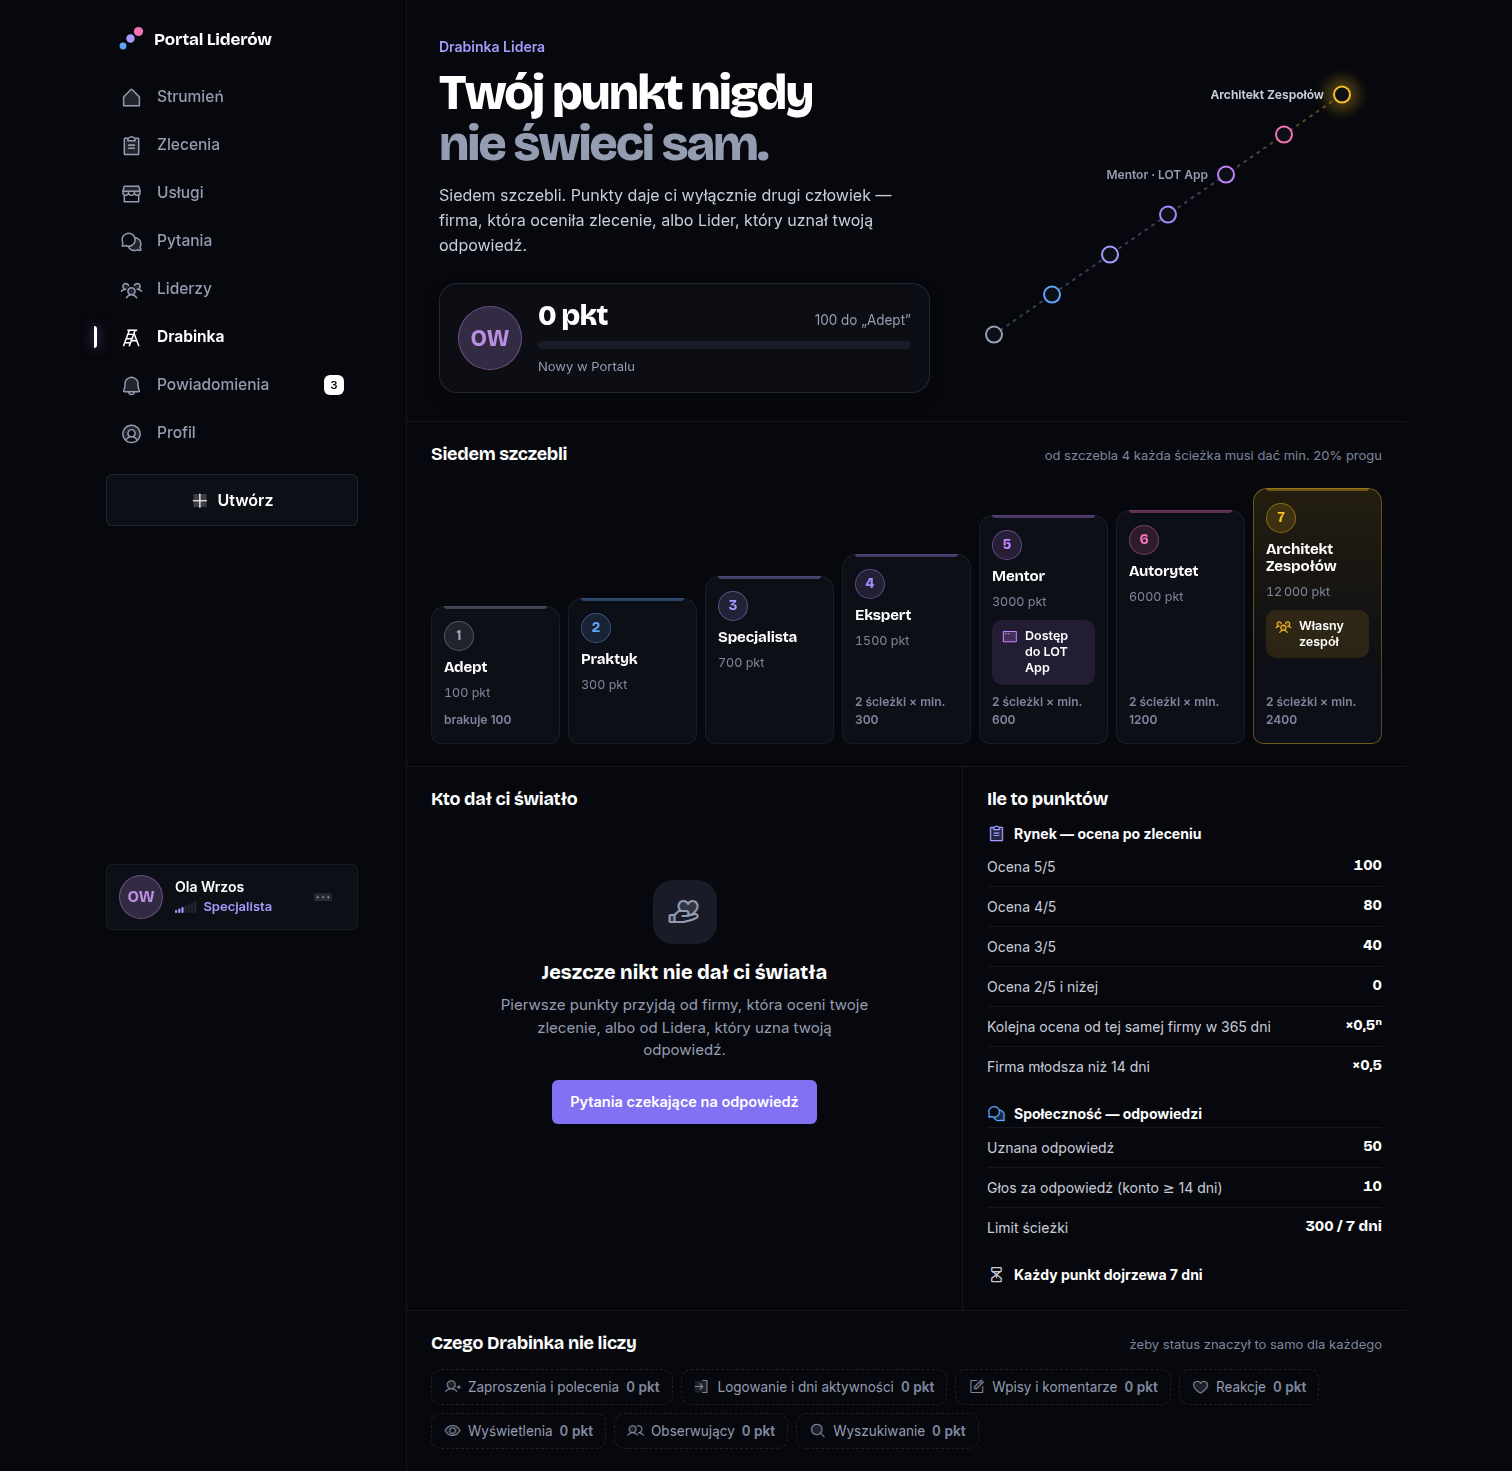 Portal Liderów
Strumień
Zlecenia
Usługi
Pytania
Liderzy
Drabinka
Powiadomienia 3
Profil
Utwórz
OW
Ola Wrzos
Specjalista
Drabinka Lidera
Twój punkt nigdy
nie świeci sam.
Siedem szczebli. Punkty daje ci wyłącznie drugi człowiek —
firma, która oceniła zlecenie, albo Lider, który uznał twoją
odpowiedź.
OW
0 pkt
100 do „Adept”
Nowy w Portalu
Architekt Zespołów
Mentor · LOT App
Siedem szczebli
od szczebla 4 każda ścieżka musi dać min. 20% progu
1
Adept
100 pkt
brakuje 100
2
Praktyk
300 pkt
3
Specjalista
700 pkt
4
Ekspert
1500 pkt
2 ścieżki × min.
300
5
Mentor
3000 pkt
Dostęp
do LOT
App
2 ścieżki × min.
600
6
Autorytet
6000 pkt
2 ścieżki × min.
1200
7
Architekt
Zespołów
12 000 pkt
Własny
zespół
2 ścieżki × min.
2400
Kto dał ci światło
Jeszcze nikt nie dał ci światła
Pierwsze punkty przyjdą od firmy, która oceni twoje
zlecenie, albo od Lidera, który uzna twoją
odpowiedź.
Pytania czekające na odpowiedź
Ile to punktów
Rynek — ocena po zleceniu
Ocena 5/5 100
Ocena 4/5 80
Ocena 3/5 40
Ocena 2/5 i niżej 0
Kolejna ocena od tej samej firmy w 365 dni ×0,5ⁿ
Firma młodsza niż 14 dni ×0,5
Społeczność — odpowiedzi
Uznana odpowiedź 50
Głos za odpowiedź (konto ≥ 14 dni) 10
Limit ścieżki 300 / 7 dni
Każdy punkt dojrzewa 7 dni
Czego Drabinka nie liczy
żeby status znaczył to samo dla każdego
Zaproszenia i polecenia 0 pkt
Logowanie i dni aktywności 0 pkt
Wpisy i komentarze 0 pkt
Reakcje 0 pkt
Wyświetlenia 0 pkt
Obserwujący 0 pkt
Wyszukiwanie 0 pkt